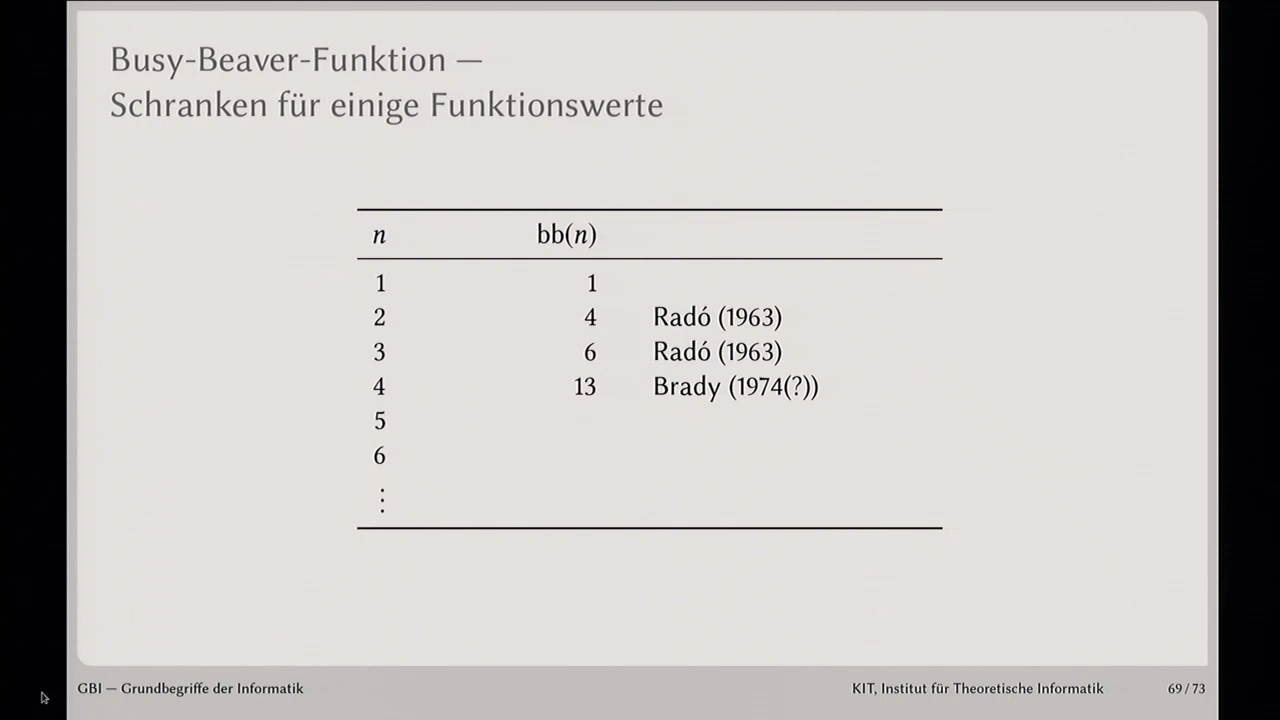 Busy-Beaver-Funktion —
Schranken für einige Funktionswerte
n bb(n)
1 1
2 4 Radó (1963)
3 6 Radó (1963)
4 13 Brady (1974(?))
5
6
⋮
GBI — Grundbegriffe der Informatik KIT, Institut für Theoretische Informatik 69 / 73